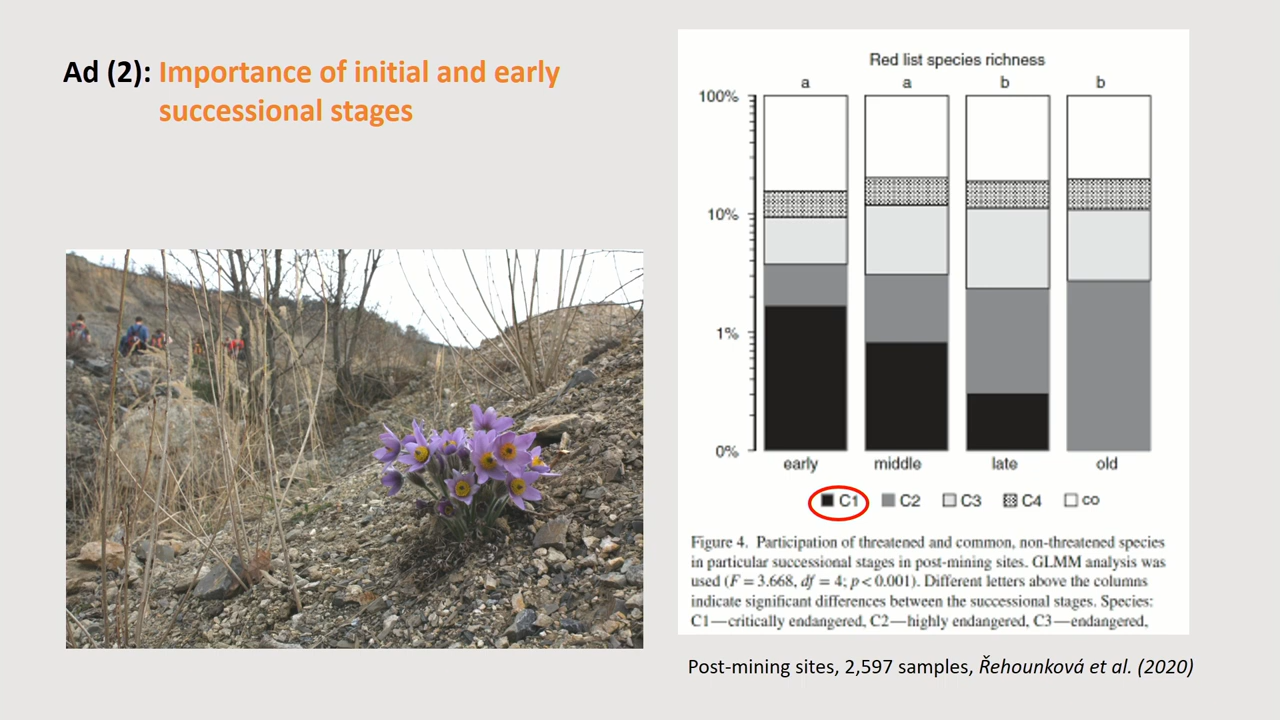 Ad (2): Importance of initial and early
successional stages
Red list species richness
a a b b
100%
10%
1%
0%
early middle late old
C1 C2 C3 C4 co
Figure 4. Participation of threatened and common, non-threatened species
in particular successional stages in post-mining sites. GLMM analysis was
used (F = 3.668, df = 4; p < 0.001). Different letters above the columns
indicate significant differences between the successional stages. Species:
C1—critically endangered, C2—highly endangered, C3—endangered,
Post-mining sites, 2,597 samples, Řehounková et al. (2020)